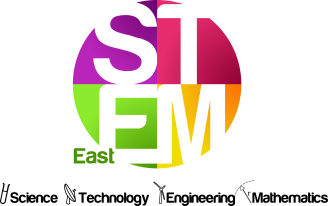 ST
EM
East
Science Technology Engineering Mathematics